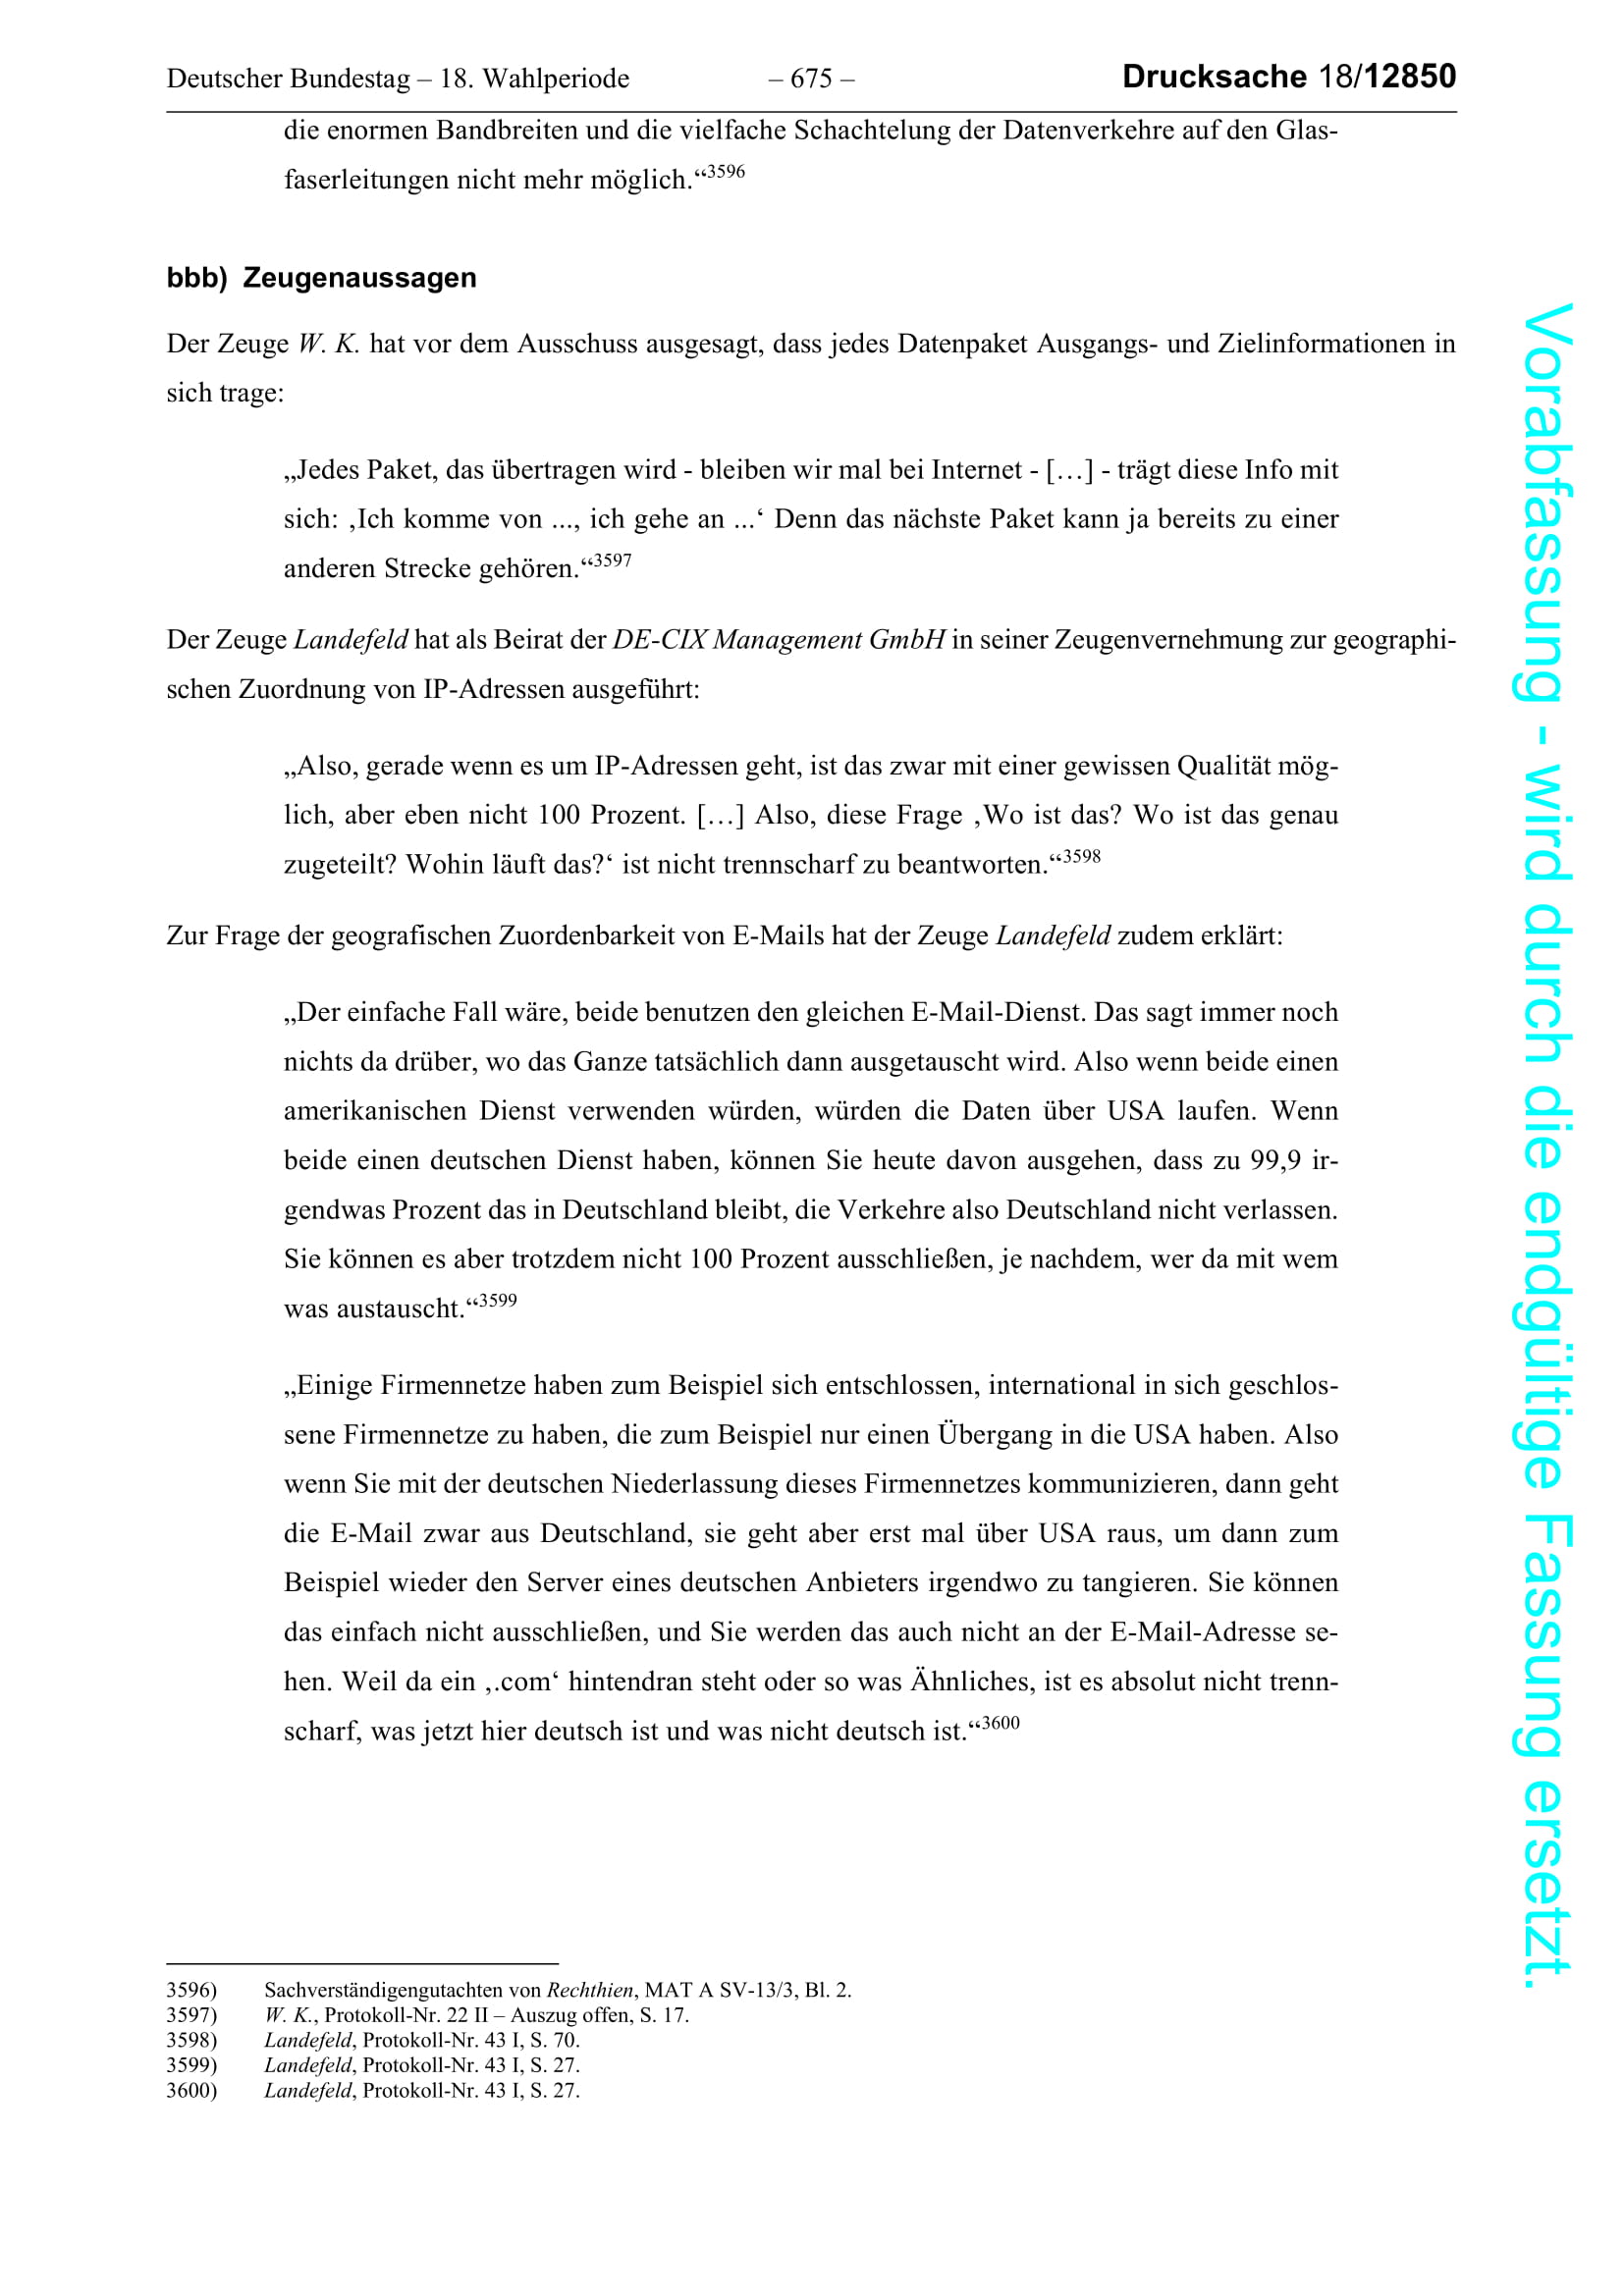 Deutscher Bundestag – 18. Wahlperiode – 675 – Drucksache 18/12850
die enormen Bandbreiten und die vielfache Schachtelung der Datenverkehre auf den Glas-
faserleitungen nicht mehr möglich.“3596
bbb) Zeugenaussagen
Der Zeuge W. K. hat vor dem Ausschuss ausgesagt, dass jedes Datenpaket Ausgangs- und Zielinformationen in
sich trage:
„Jedes Paket, das übertragen wird - bleiben wir mal bei Internet - […] - trägt diese Info mit
sich: ‚Ich komme von ..., ich gehe an ...‘ Denn das nächste Paket kann ja bereits zu einer
anderen Strecke gehören.“3597
Der Zeuge Landefeld hat als Beirat der DE-CIX Management GmbH in seiner Zeugenvernehmung zur geographi-
schen Zuordnung von IP-Adressen ausgeführt:
„Also, gerade wenn es um IP-Adressen geht, ist das zwar mit einer gewissen Qualität mög-
lich, aber eben nicht 100 Prozent. […] Also, diese Frage ‚Wo ist das? Wo ist das genau
zugeteilt? Wohin läuft das?‘ ist nicht trennscharf zu beantworten.“3598
Zur Frage der geografischen Zuordenbarkeit von E-Mails hat der Zeuge Landefeld zudem erklärt:
„Der einfache Fall wäre, beide benutzen den gleichen E-Mail-Dienst. Das sagt immer noch
nichts da drüber, wo das Ganze tatsächlich dann ausgetauscht wird. Also wenn beide einen
amerikanischen Dienst verwenden würden, würden die Daten über USA laufen. Wenn
beide einen deutschen Dienst haben, können Sie heute davon ausgehen, dass zu 99,9 ir-
gendwas Prozent das in Deutschland bleibt, die Verkehre also Deutschland nicht verlassen.
Sie können es aber trotzdem nicht 100 Prozent ausschließen, je nachdem, wer da mit wem
was austauscht.“3599
„Einige Firmennetze haben zum Beispiel sich entschlossen, international in sich geschlos-
sene Firmennetze zu haben, die zum Beispiel nur einen Übergang in die USA haben. Also
wenn Sie mit der deutschen Niederlassung dieses Firmennetzes kommunizieren, dann geht
die E-Mail zwar aus Deutschland, sie geht aber erst mal über USA raus, um dann zum
Beispiel wieder den Server eines deutschen Anbieters irgendwo zu tangieren. Sie können
das einfach nicht ausschließen, und Sie werden das auch nicht an der E-Mail-Adresse se-
hen. Weil da ein ‚.com‘ hintendran steht oder so was Ähnliches, ist es absolut nicht trenn-
scharf, was jetzt hier deutsch ist und was nicht deutsch ist.“3600
3596) Sachverständigengutachten von Rechthien, MAT A SV-13/3, Bl. 2.
3597) W. K., Protokoll-Nr. 22 II – Auszug offen, S. 17.
3598) Landefeld, Protokoll-Nr. 43 I, S. 70.
3599) Landefeld, Protokoll-Nr. 43 I, S. 27.
3600) Landefeld, Protokoll-Nr. 43 I, S. 27.
Vorabfassung - wird durch die endgültige Fassung ersetzt.